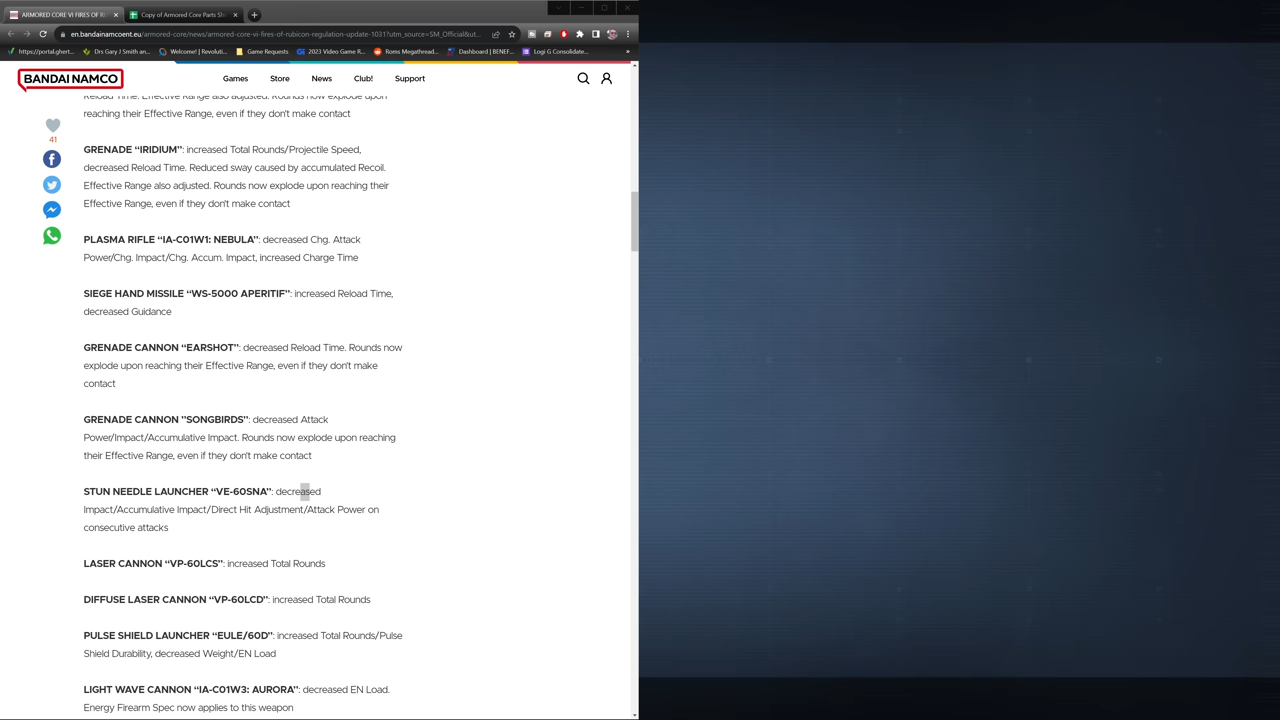 ARMORED CORE VI FIRES OF RU
Copy of Armored Core Parts Sh
en.bandainamcoent.eu/armored-core/news/armored-core-vi-fires-of-rubicon-regulation-update-1031?utm_source=SM_Official&ut...
https://portal.ghert...
Drs Gary J Smith an...
Welcome! | Revoluti...
Game Requests
2023 Video Game R...
Roms Megathread...
Dashboard | BENEF...
Logi G Consolidate...
BANDAI NAMCO
Games
Store
News
Club!
Support
41
Reload Time. Effective Range also adjusted. Rounds now explode upon
reaching their Effective Range, even if they don't make contact
GRENADE “IRIDIUM”: increased Total Rounds/Projectile Speed,
decreased Reload Time. Reduced sway caused by accumulated Recoil.
Effective Range also adjusted. Rounds now explode upon reaching their
Effective Range, even if they don't make contact
PLASMA RIFLE “IA-C01W1: NEBULA”: decreased Chg. Attack
Power/Chg. Impact/Chg. Accum. Impact, increased Charge Time
SIEGE HAND MISSILE “WS-5000 APERITIF”: increased Reload Time,
decreased Guidance
GRENADE CANNON “EARSHOT”: decreased Reload Time. Rounds now
explode upon reaching their Effective Range, even if they don't make
contact
GRENADE CANNON ”SONGBIRDS”: decreased Attack
Power/Impact/Accumulative Impact. Rounds now explode upon reaching
their Effective Range, even if they don't make contact
STUN NEEDLE LAUNCHER “VE-60SNA”: decreased
Impact/Accumulative Impact/Direct Hit Adjustment/Attack Power on
consecutive attacks
LASER CANNON “VP-60LCS”: increased Total Rounds
DIFFUSE LASER CANNON “VP-60LCD”: increased Total Rounds
PULSE SHIELD LAUNCHER “EULE/60D”: increased Total Rounds/Pulse
Shield Durability, decreased Weight/EN Load
LIGHT WAVE CANNON “IA-C01W3: AURORA”: decreased EN Load.
Energy Firearm Spec now applies to this weapon